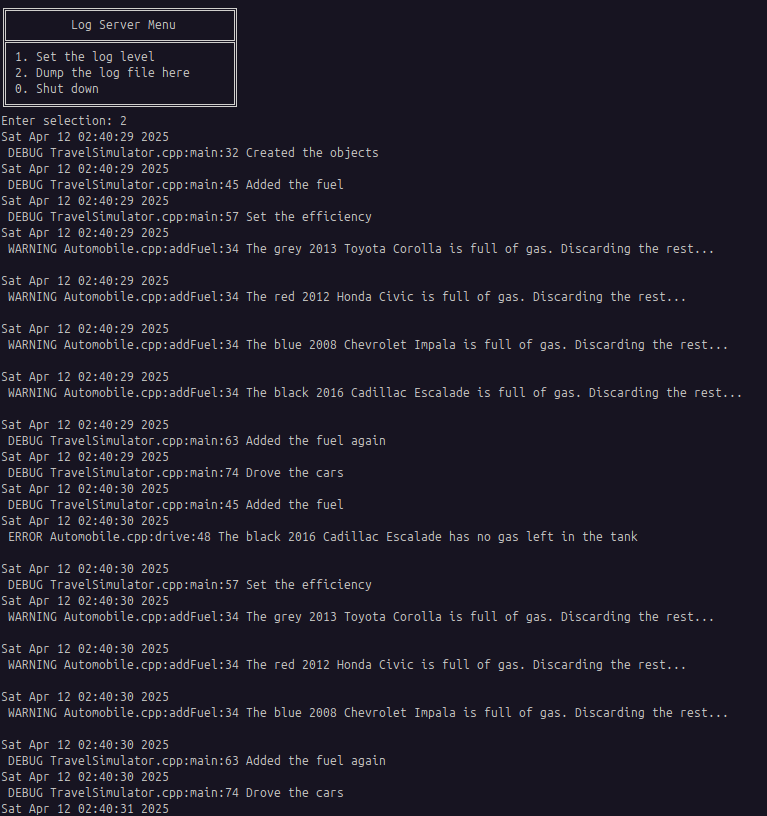 Log Server Menu
1. Set the log level
2. Dump the log file here
0. Shut down
Enter selection: 2
Sat Apr 12 02:40:29 2025
DEBUG TravelSimulator.cpp:main:32 Created the objects
Sat Apr 12 02:40:29 2025
DEBUG TravelSimulator.cpp:main:45 Added the fuel
Sat Apr 12 02:40:29 2025
DEBUG TravelSimulator.cpp:main:57 Set the efficiency
Sat Apr 12 02:40:29 2025
WARNING Automobile.cpp:addFuel:34 The grey 2013 Toyota Corolla is full of gas. Discarding the rest...
Sat Apr 12 02:40:29 2025
WARNING Automobile.cpp:addFuel:34 The red 2012 Honda Civic is full of gas. Discarding the rest...
Sat Apr 12 02:40:29 2025
WARNING Automobile.cpp:addFuel:34 The blue 2008 Chevrolet Impala is full of gas. Discarding the rest...
Sat Apr 12 02:40:29 2025
WARNING Automobile.cpp:addFuel:34 The black 2016 Cadillac Escalade is full of gas. Discarding the rest...
Sat Apr 12 02:40:29 2025
DEBUG TravelSimulator.cpp:main:63 Added the fuel again
Sat Apr 12 02:40:29 2025
DEBUG TravelSimulator.cpp:main:74 Drove the cars
Sat Apr 12 02:40:30 2025
DEBUG TravelSimulator.cpp:main:45 Added the fuel
Sat Apr 12 02:40:30 2025
ERROR Automobile.cpp:drive:48 The black 2016 Cadillac Escalade has no gas left in the tank
Sat Apr 12 02:40:30 2025
DEBUG TravelSimulator.cpp:main:57 Set the efficiency
Sat Apr 12 02:40:30 2025
WARNING Automobile.cpp:addFuel:34 The grey 2013 Toyota Corolla is full of gas. Discarding the rest...
Sat Apr 12 02:40:30 2025
WARNING Automobile.cpp:addFuel:34 The red 2012 Honda Civic is full of gas. Discarding the rest...
Sat Apr 12 02:40:30 2025
WARNING Automobile.cpp:addFuel:34 The blue 2008 Chevrolet Impala is full of gas. Discarding the rest...
Sat Apr 12 02:40:30 2025
DEBUG TravelSimulator.cpp:main:63 Added the fuel again
Sat Apr 12 02:40:30 2025
DEBUG TravelSimulator.cpp:main:74 Drove the cars
Sat Apr 12 02:40:31 2025